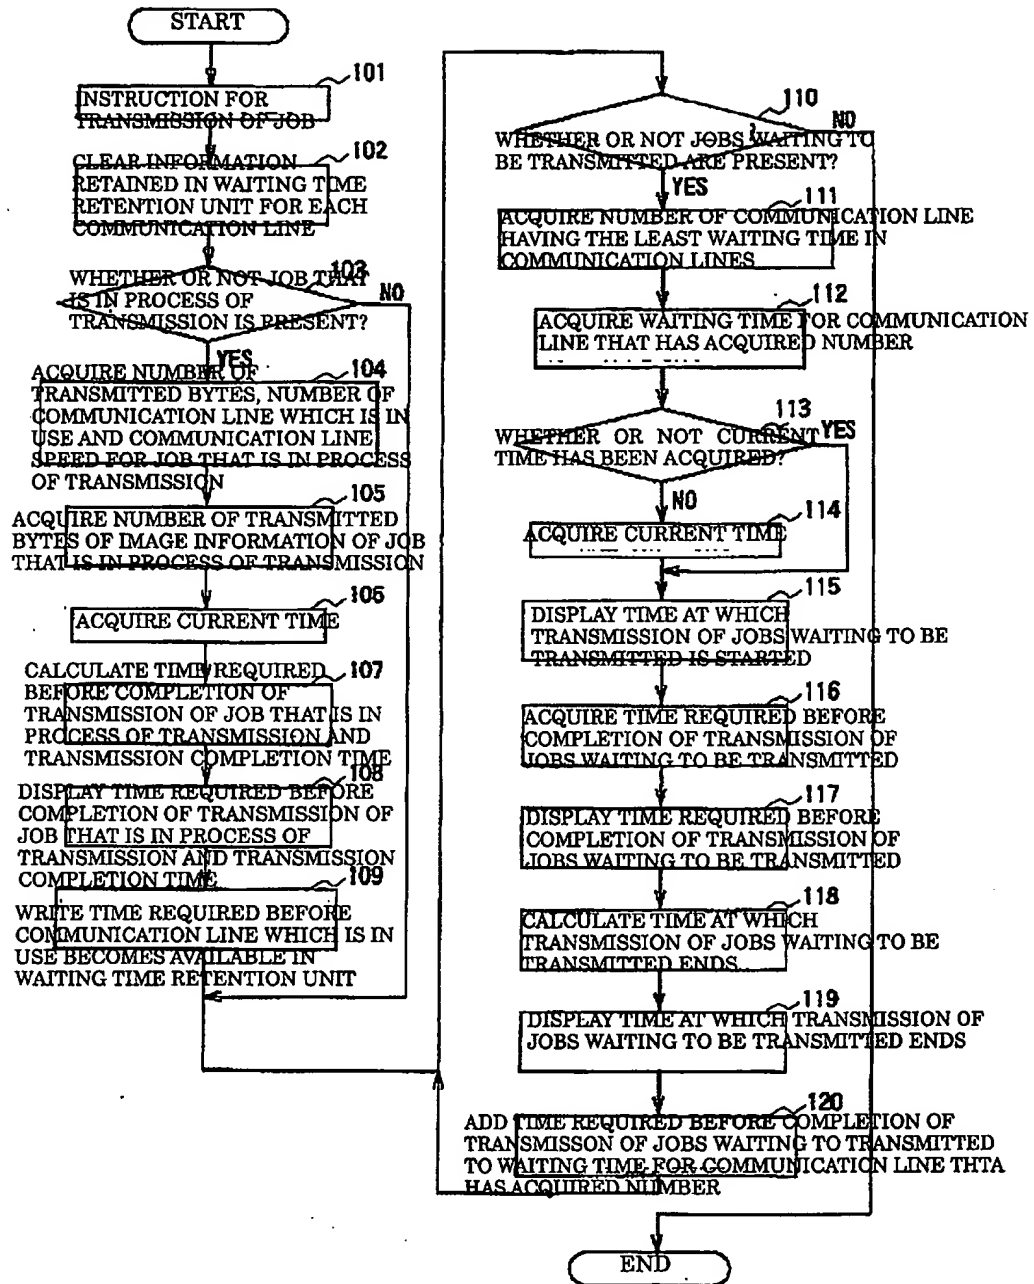 START
101
INSTRUCTION FOR
TRANSMISSION OF JOB
102
CLEAR INFORMATION
RETAINED IN WAITING TIME
RETENTION UNIT FOR EACH
COMMUNICATION LINE
103
WHETHER OR NOT JOB THAT
IS IN PROCESS OF
TRANSMISSION IS PRESENT?
NO
YES
104
ACQUIRE NUMBER OF
TRANSMITTED BYTES, NUMBER OF
COMMUNICATION LINE WHICH IS IN
USE AND COMMUNICATION LINE
SPEED FOR JOB THAT IS IN PROCESS
OF TRANSMISSION
105
ACQUIRE NUMBER OF TRANSMITTED
BYTES OF IMAGE INFORMATION OF JOB
THAT IS IN PROCESS OF TRANSMISSION
106
ACQUIRE CURRENT TIME
107
CALCULATE TIME REQUIRED
BEFORE COMPLETION OF
TRANSMISSION OF JOB THAT IS IN
PROCESS OF TRANSMISSION AND
TRANSMISSION COMPLETION TIME
108
DISPLAY TIME REQUIRED BEFORE
COMPLETION OF TRANSMISSION OF
JOB THAT IS IN PROCESS OF
TRANSMISSION AND TRANSMISSION
COMPLETION TIME
109
WRITE TIME REQUIRED BEFORE
COMMUNICATION LINE WHICH IS IN
USE BECOMES AVAILABLE IN
WAITING TIME RETENTION UNIT
110
WHETHER OR NOT JOBS WAITING TO
BE TRANSMITTED ARE PRESENT?
NO
YES
111
ACQUIRE NUMBER OF COMMUNICATION LINE
HAVING THE LEAST WAITING TIME IN
COMMUNICATION LINES
112
ACQUIRE WAITING TIME FOR COMMUNICATION
LINE THAT HAS ACQUIRED NUMBER
113
WHETHER OR NOT CURRENT
TIME HAS BEEN ACQUIRED?
YES
NO
114
ACQUIRE CURRENT TIME
115
DISPLAY TIME AT WHICH
TRANSMISSION OF JOBS WAITING TO BE
TRANSMITTED IS STARTED
116
ACQUIRE TIME REQUIRED BEFORE
COMPLETION OF TRANSMISSION OF
JOBS WAITING TO BE TRANSMITTED
117
DISPLAY TIME REQUIRED BEFORE
COMPLETION OF TRANSMISSION OF
JOBS WAITING TO BE TRANSMITTED
118
CALCULATE TIME AT WHICH
TRANSMISSION OF JOBS WAITING TO BE
TRANSMITTED ENDS
119
DISPLAY TIME AT WHICH TRANSMISSION OF
JOBS WAITING TO BE TRANSMITTED ENDS
120
ADD TIME REQUIRED BEFORE COMPLETION OF
TRANSMISSON OF JOBS WAITING TO TRANSMITTED
TO WAITING TIME FOR COMMUNICATION LINE THTA
HAS ACQUIRED NUMBER
END